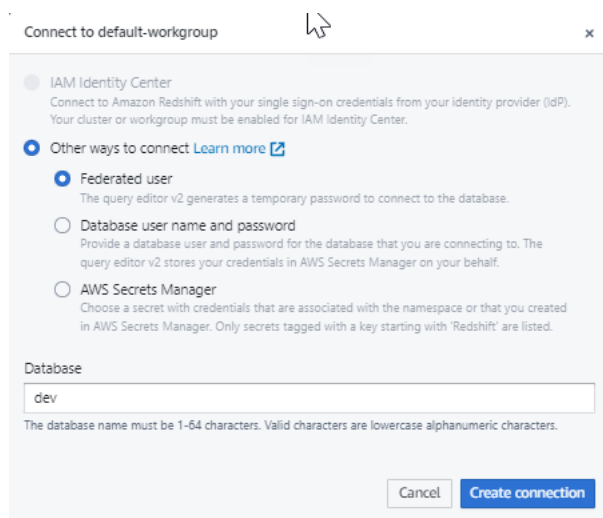 Connect to default-workgroup ×
IAM Identity Center
Connect to Amazon Redshift with your single sign-on credentials from your identity provider (IdP).
Your cluster or workgroup must be enabled for IAM Identity Center.
Other ways to connect Learn more
Federated user
The query editor v2 generates a temporary password to connect to the database.
Database user name and password
Provide a database user and password for the database that you are connecting to. The
query editor v2 stores your credentials in AWS Secrets Manager on your behalf.
AWS Secrets Manager
Choose a secret with credentials that are associated with the namespace or that you created
in AWS Secrets Manager. Only secrets tagged with a key starting with 'Redshift' are listed.
Database
dev
The database name must be 1-64 characters. Valid characters are lowercase alphanumeric characters.
Cancel Create connection